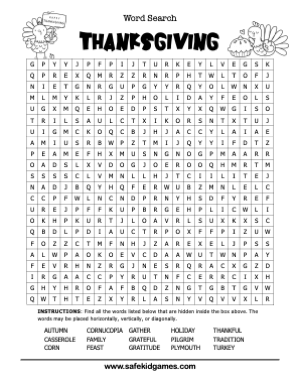 Word Search
THANKSGIVING
G P Y Y J P F P I J T U R K E Y L V E G S K
Q P R E X Q M R Z Z R N R P H T W L T O F J
N I E T G N R G U P G Y Y R Q Y O L W N X U
M L M Y K L R J Z P H O L I D A Y F E O L S
U G X M Q E H Q E D P S T X Y X Q W G I S O
T R I L S A U L C T X I K O R S N T X T U J
U I G M C K O Q C B J H J A C C Y L A I A E
A M I U S R B W P Z T M I J Q Y Y I F D T Z
P E A M E F H X M U S N G N O G P M A A R R
O A D S L X V D O G J O E R O Q Q H M R T M
S S S S C L V M N L L H J T C I I L I T E J
N A D J B Q Y H Q F E R W U B Z M N L E L C
C C P F W L N C N D P R N Y H S D F Y R E F
U R E J P F F K U P B R G E H P L I C W L I
O K H P K U R T J L O A V R L S U X K X S C
Q B D L P D I A U C T R P O X F F P I Z U W
F O Z Z C T M F N H J Z A R E X E L J P S S
A L W P A O K O E V C D A A W U T W N P A Y
F E V R H N Z R G J N E S R Q R A C X G Z D
I R G A A C C P Y R U T N F C E R R C I X H
G H Y H R O F A F B Q D Z N G T G B T G V W
Q W T H T E Z X Y R L A S N Y V Q V V X L R
INSTRUCTIONS: Find all the words listed below that are hidden inside the box above. The
words may be placed horizontally, vertically, or diagonally.
AUTUMN CORNUCOPIA GATHER HOLIDAY THANKFUL
CASSEROLE FAMILY GRATEFUL PILGRIM TRADITION
CORN FEAST GRATITUDE PLYMOUTH TURKEY
www.safekidgames.com